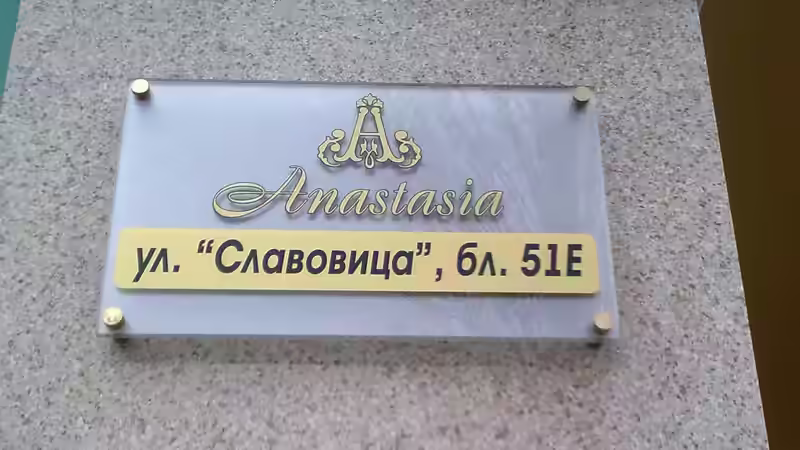 A
Anastasia
ул. “Славовица”, бл. 51Е